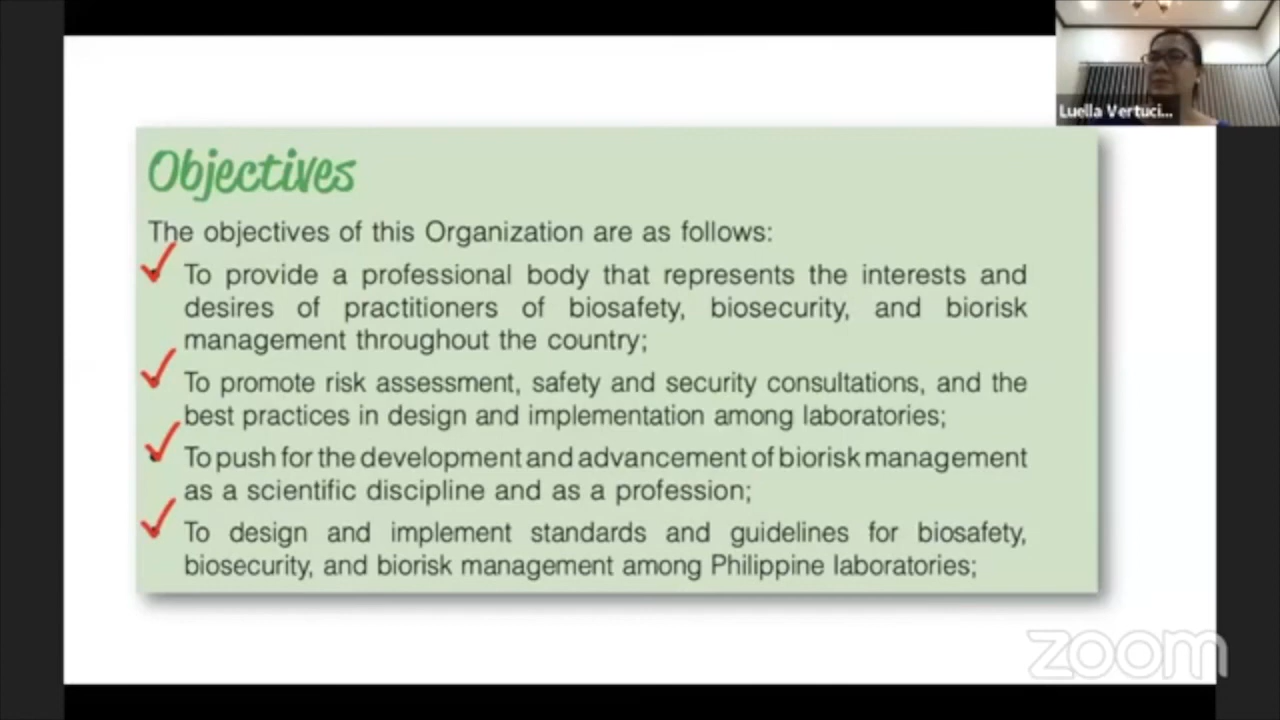 Luella Vertuci...
Objectives
The objectives of this Organization are as follows:
To provide a professional body that represents the interests and
desires of practitioners of biosafety, biosecurity, and biorisk
management throughout the country;
To promote risk assessment, safety and security consultations, and the
best practices in design and implementation among laboratories;
To push for the development and advancement of biorisk management
as a scientific discipline and as a profession;
To design and implement standards and guidelines for biosafety,
biosecurity, and biorisk management among Philippine laboratories;
zoom